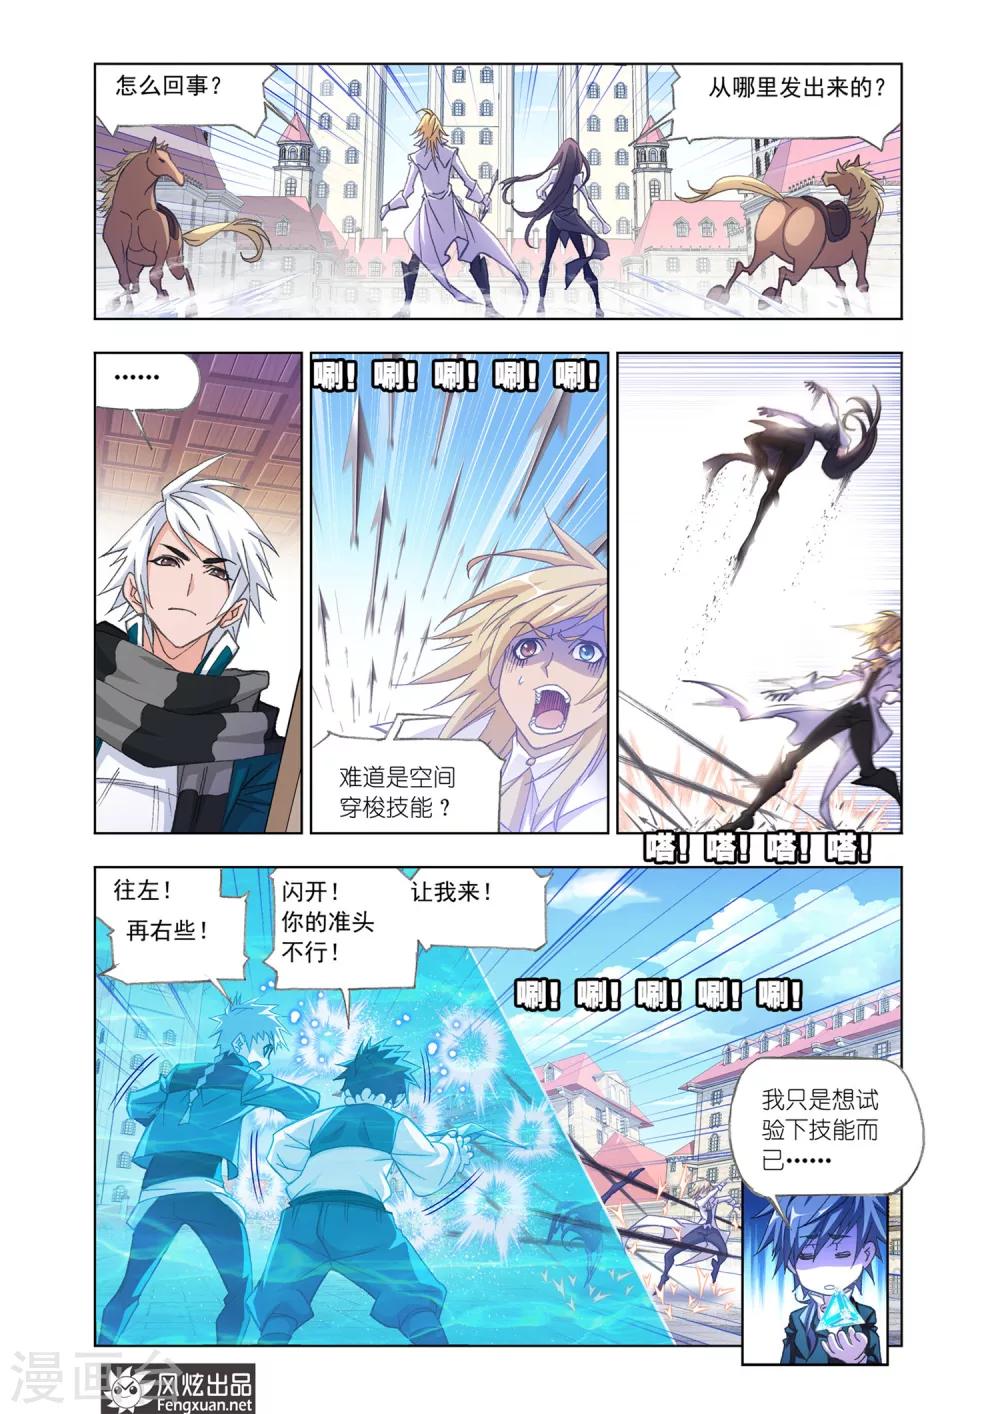 怎么回事？
从哪里发出来的？
……
唰！唰！唰！唰！唰！
难道是空间
穿梭技能？
嗒！嗒！嗒！嗒！
往左！
再右些！
闪开！
你的准头
不行！
让我来！
唰！唰！唰！唰！唰！
我只是想试
验下技能而
已……
漫画台
风炫出品
Fengxuan.net